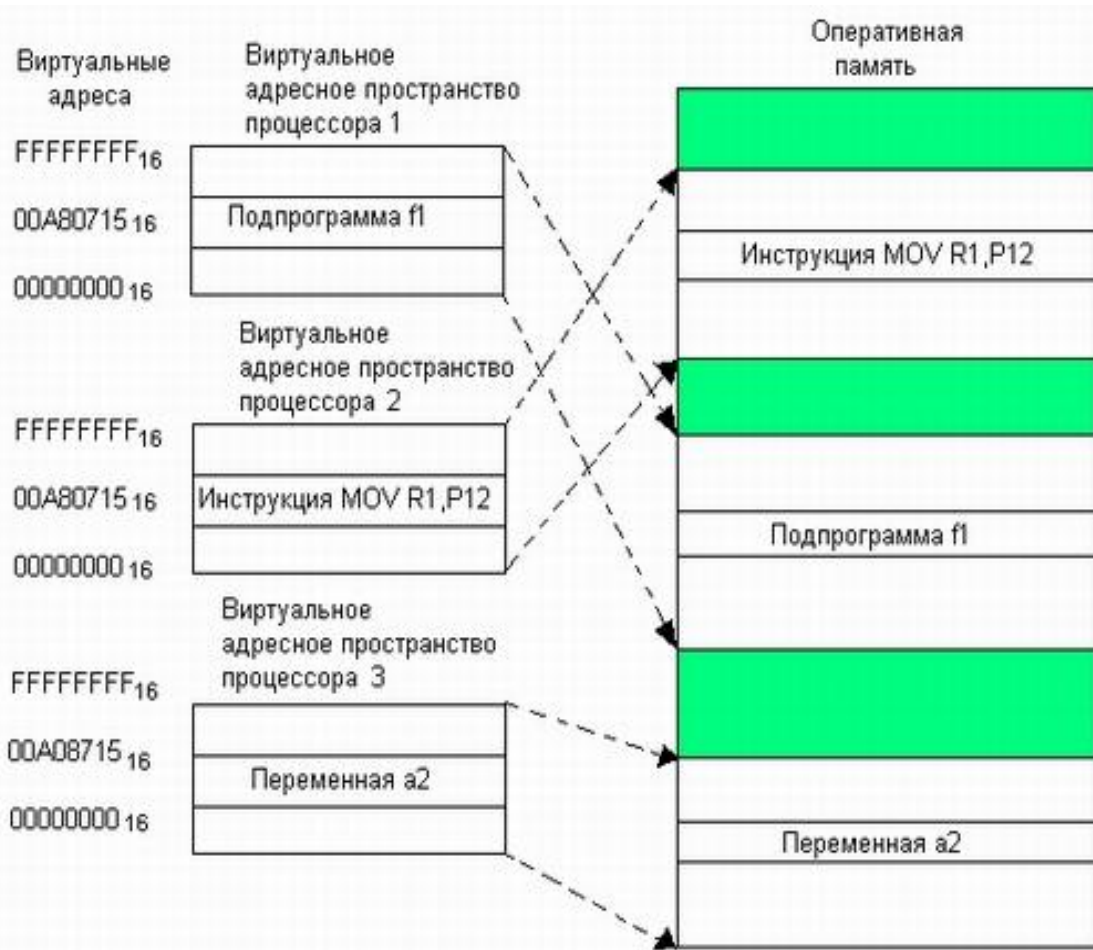 Виртуальные
адреса
Виртуальное
адресное пространство
процессора 1
Оперативная
память
FFFFFFFF16
00A8071516
Подпрограмма f1
0000000016
Инструкция MOV R1,P12
Виртуальное
адресное пространство
процессора 2
FFFFFFFF16
00A8071516
Инструкция MOV R1,P12
0000000016
Подпрограмма f1
Виртуальное
адресное пространство
процессора 3
FFFFFFFF16
00A0871516
Переменная a2
0000000016
Переменная a2